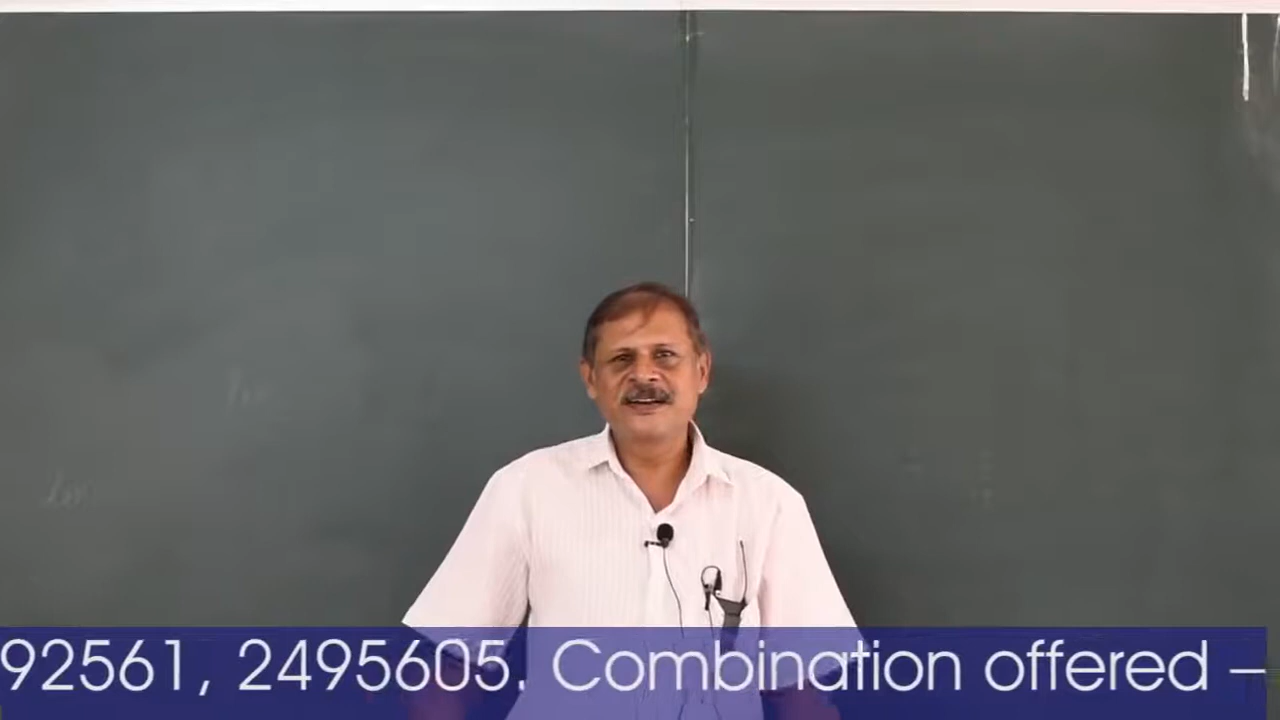 92561, 2495605. Combination offered –